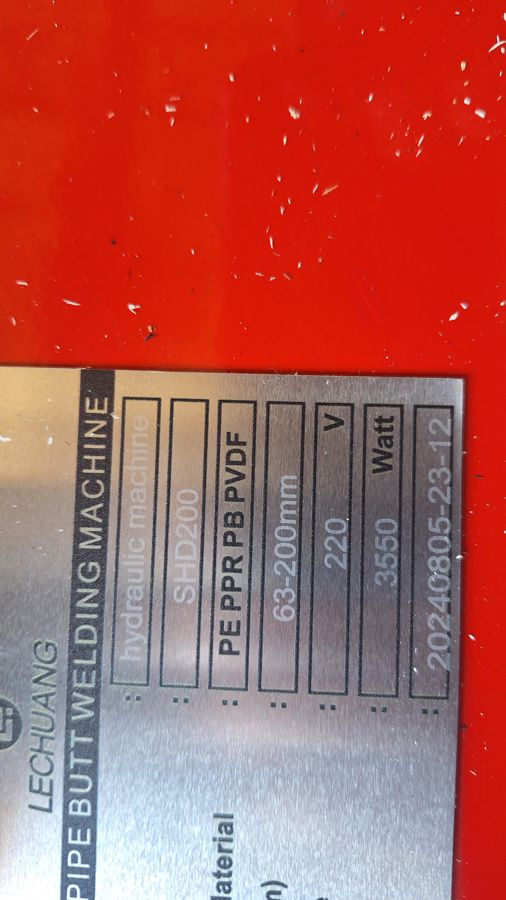 LECHUANG
PIPE BUTT WELDING MACHINE
: hydraulic machine
: SHD200
Material : PE PPR PB PVDF
m) : 63-200mm
: 220 V
: 3550 Watt
: 20240805-23-12